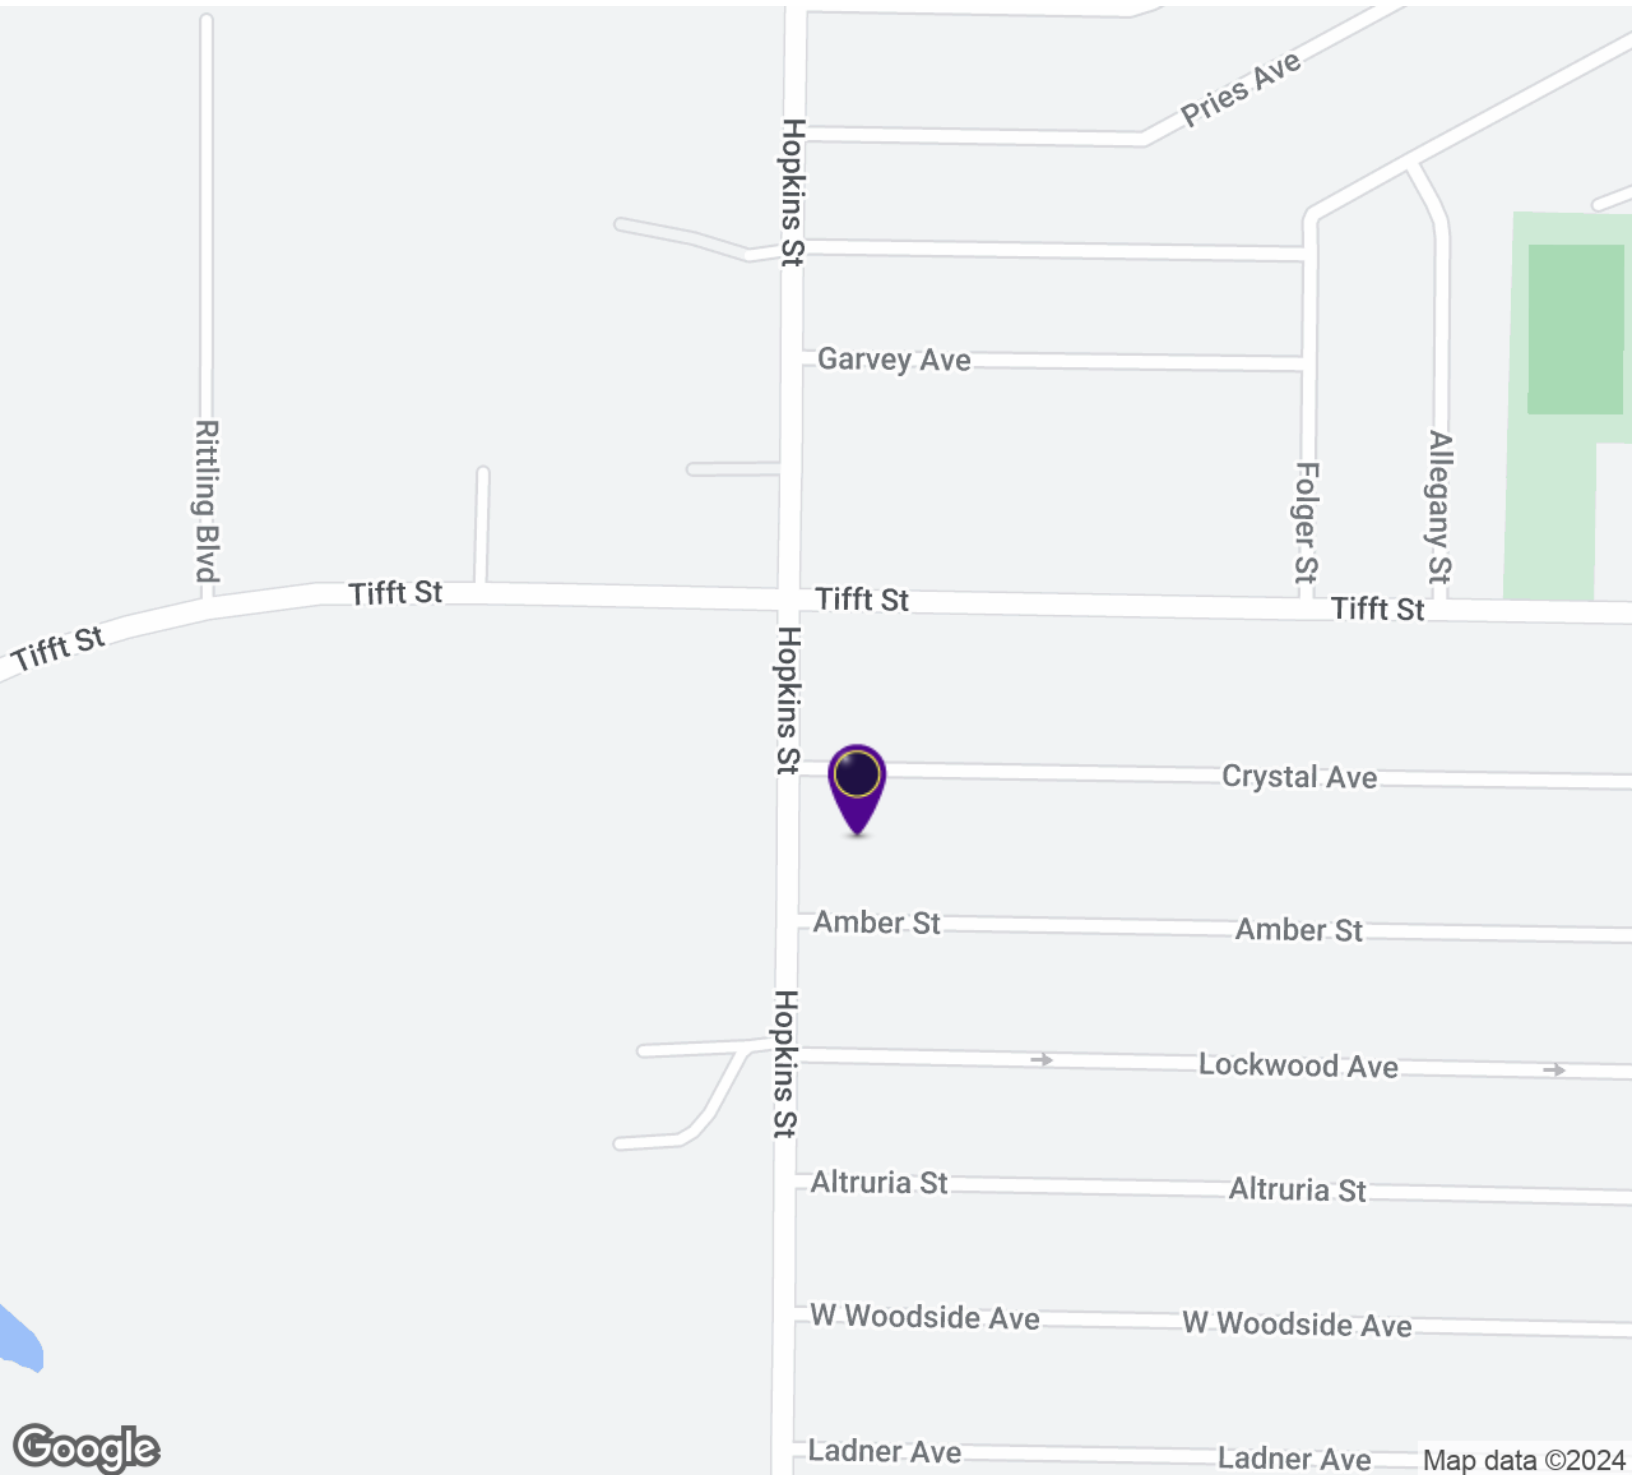 Pries Ave
Hopkins St
Garvey Ave
Rittling Blvd
Folger St
Allegany St
Tifft St
Tifft St
Tifft St
Tifft St
Hopkins St
Crystal Ave
Amber St
Amber St
Hopkins St
Lockwood Ave
Altruria St
Altruria St
W Woodside Ave
W Woodside Ave
Google
Ladner Ave
Ladner Ave
Map data ©2024